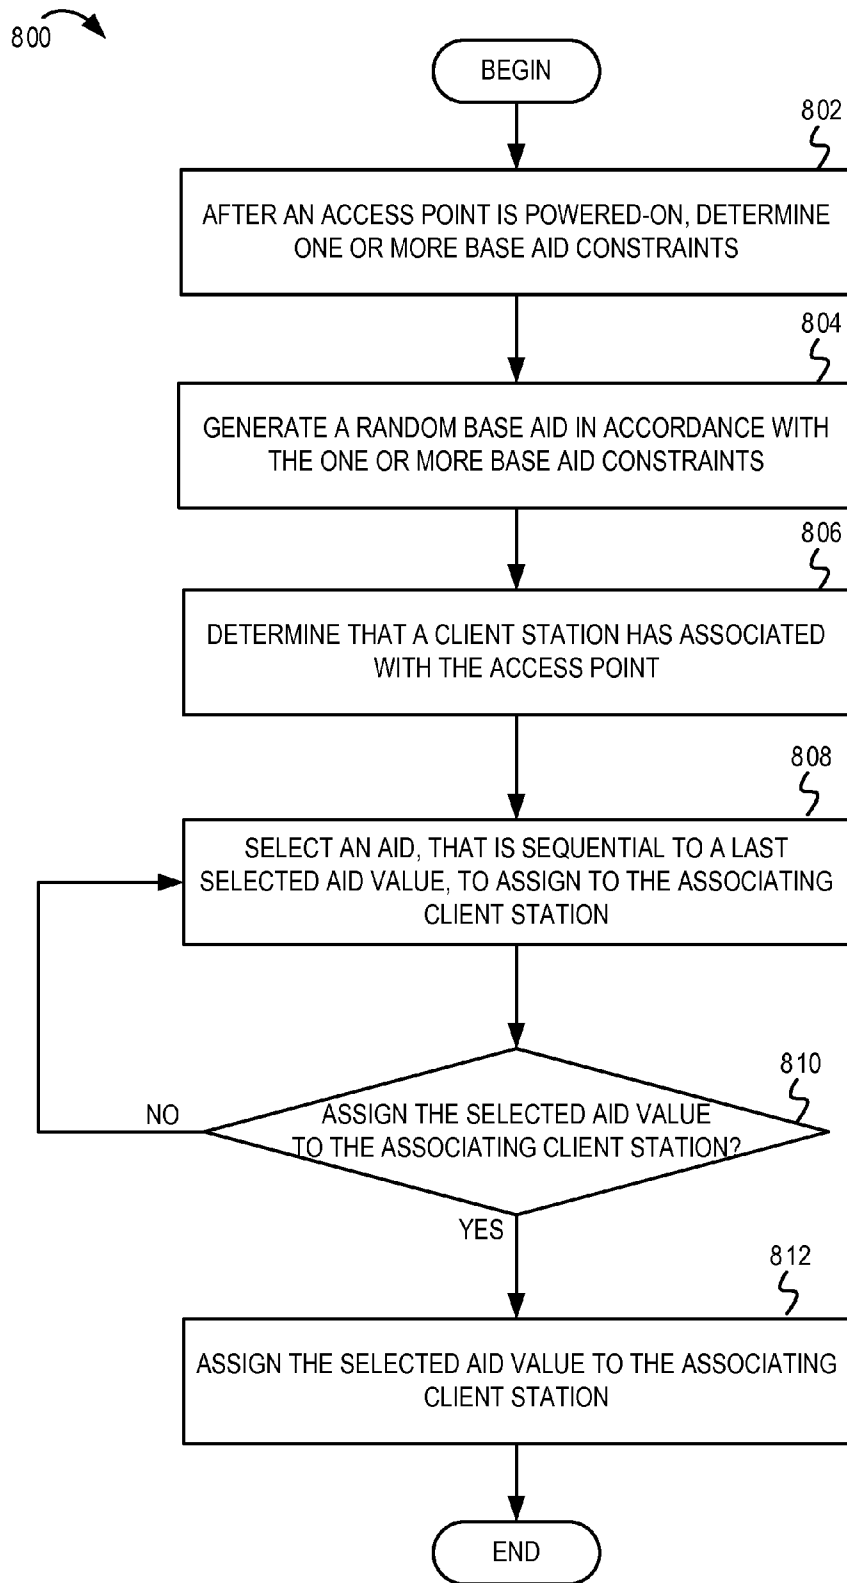 800
BEGIN
802
AFTER AN ACCESS POINT IS POWERED-ON, DETERMINE
ONE OR MORE BASE AID CONSTRAINTS
804
GENERATE A RANDOM BASE AID IN ACCORDANCE WITH
THE ONE OR MORE BASE AID CONSTRAINTS
806
DETERMINE THAT A CLIENT STATION HAS ASSOCIATED
WITH THE ACCESS POINT
808
SELECT AN AID, THAT IS SEQUENTIAL TO A LAST
SELECTED AID VALUE, TO ASSIGN TO THE ASSOCIATING
CLIENT STATION
810
ASSIGN THE SELECTED AID VALUE
TO THE ASSOCIATING CLIENT STATION?
NO
YES
812
ASSIGN THE SELECTED AID VALUE TO THE ASSOCIATING
CLIENT STATION
END